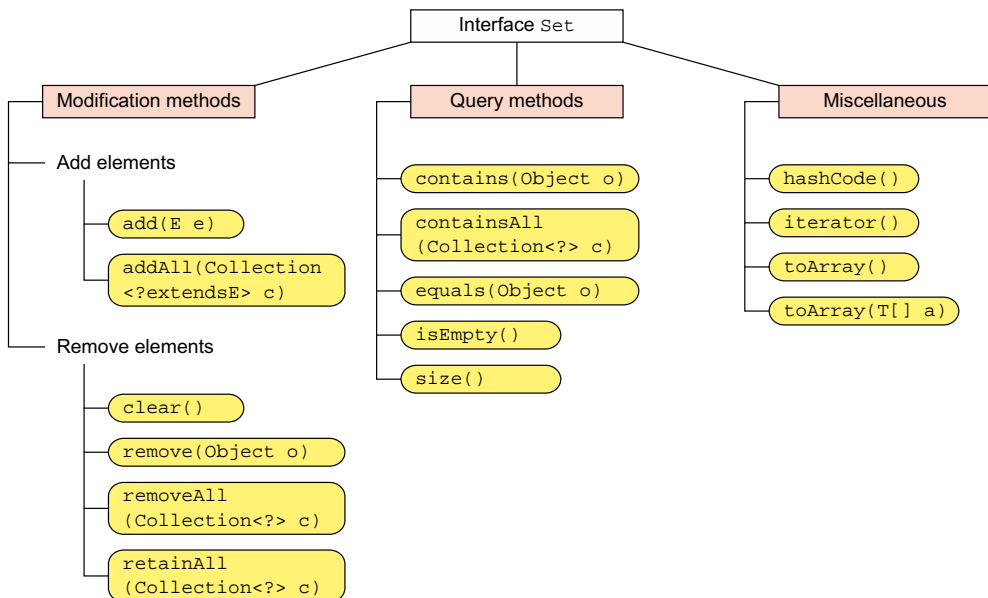 Interface Set
Modification methods
Query methods
Miscellaneous
Add elements
add(E e)
addAll(Collection
<?extendsE> c)
Remove elements
clear()
remove(Object o)
removeAll
(Collection<?> c)
retainAll
(Collection<?> c)
contains(Object o)
containsAll
(Collection<?> c)
equals(Object o)
isEmpty()
size()
hashCode()
iterator()
toArray()
toArray(T[] a)